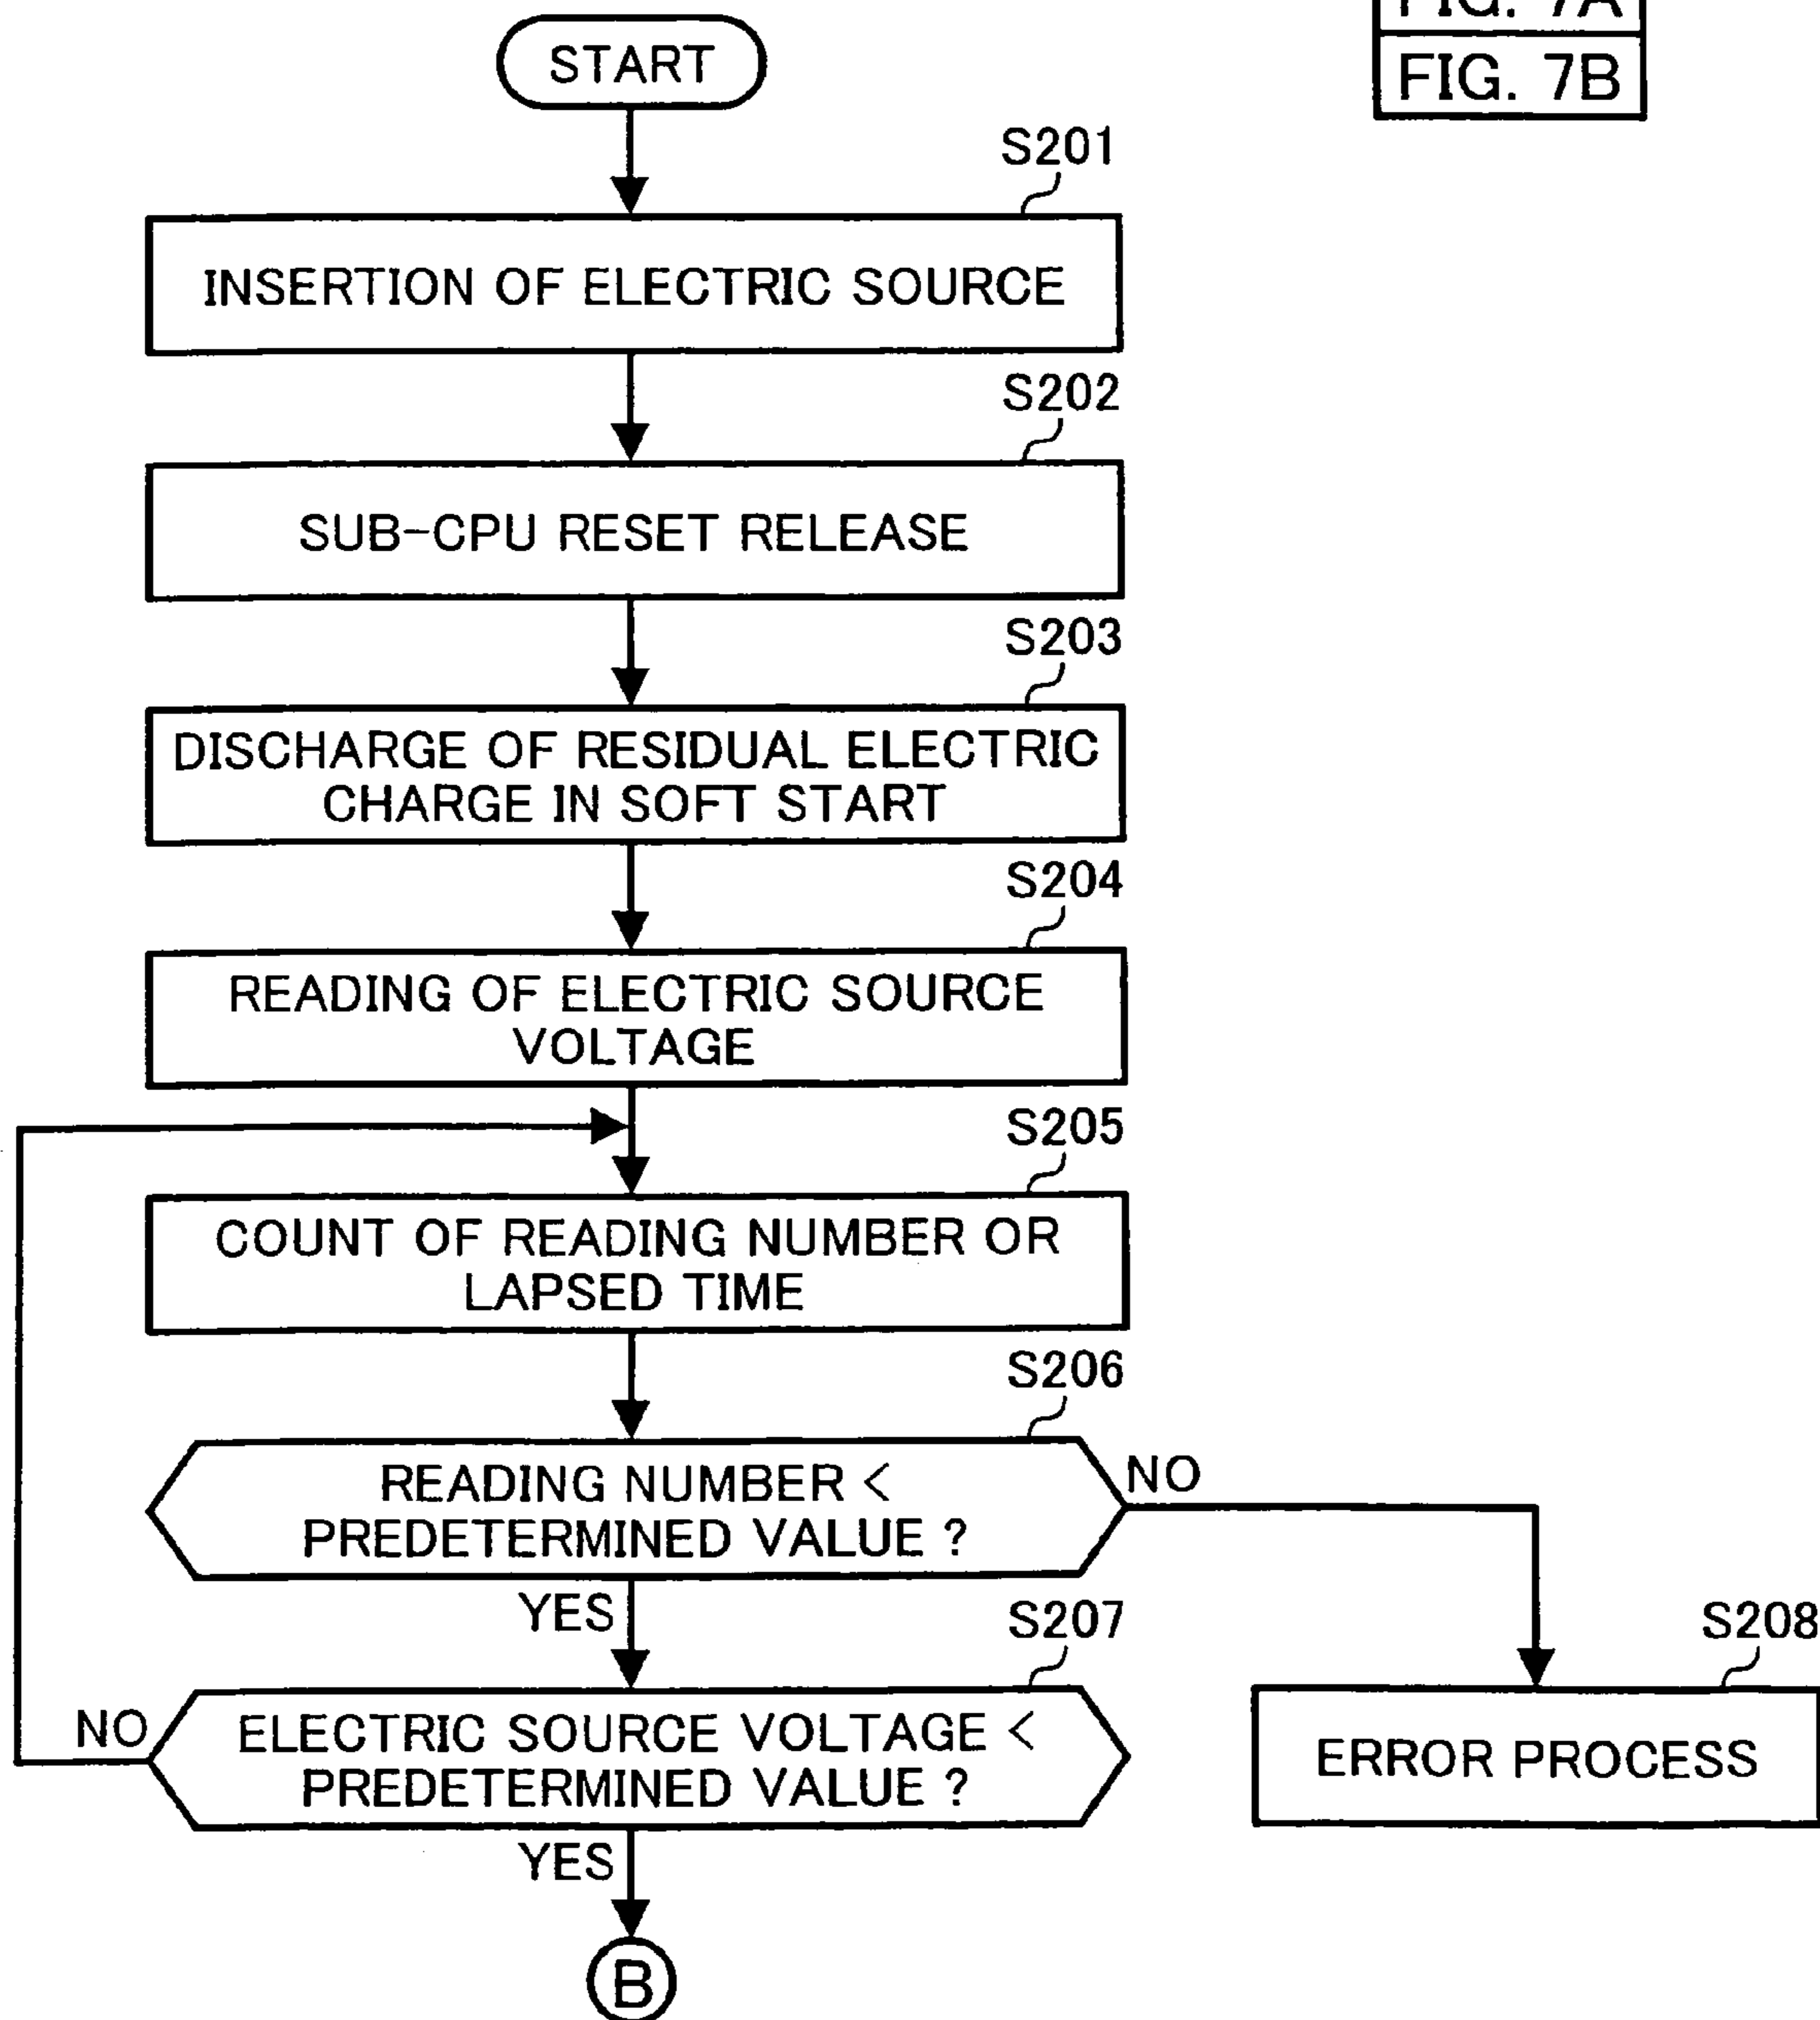 FIG. 7A
FIG. 7B
START
S201
INSERTION OF ELECTRIC SOURCE
S202
SUB-CPU RESET RELEASE
S203
DISCHARGE OF RESIDUAL ELECTRIC
CHARGE IN SOFT START
S204
READING OF ELECTRIC SOURCE
VOLTAGE
S205
COUNT OF READING NUMBER OR
LAPSED TIME
S206
READING NUMBER <
PREDETERMINED VALUE ?
NO
YES
S207
S208
NO
ELECTRIC SOURCE VOLTAGE <
PREDETERMINED VALUE ?
ERROR PROCESS
YES
B